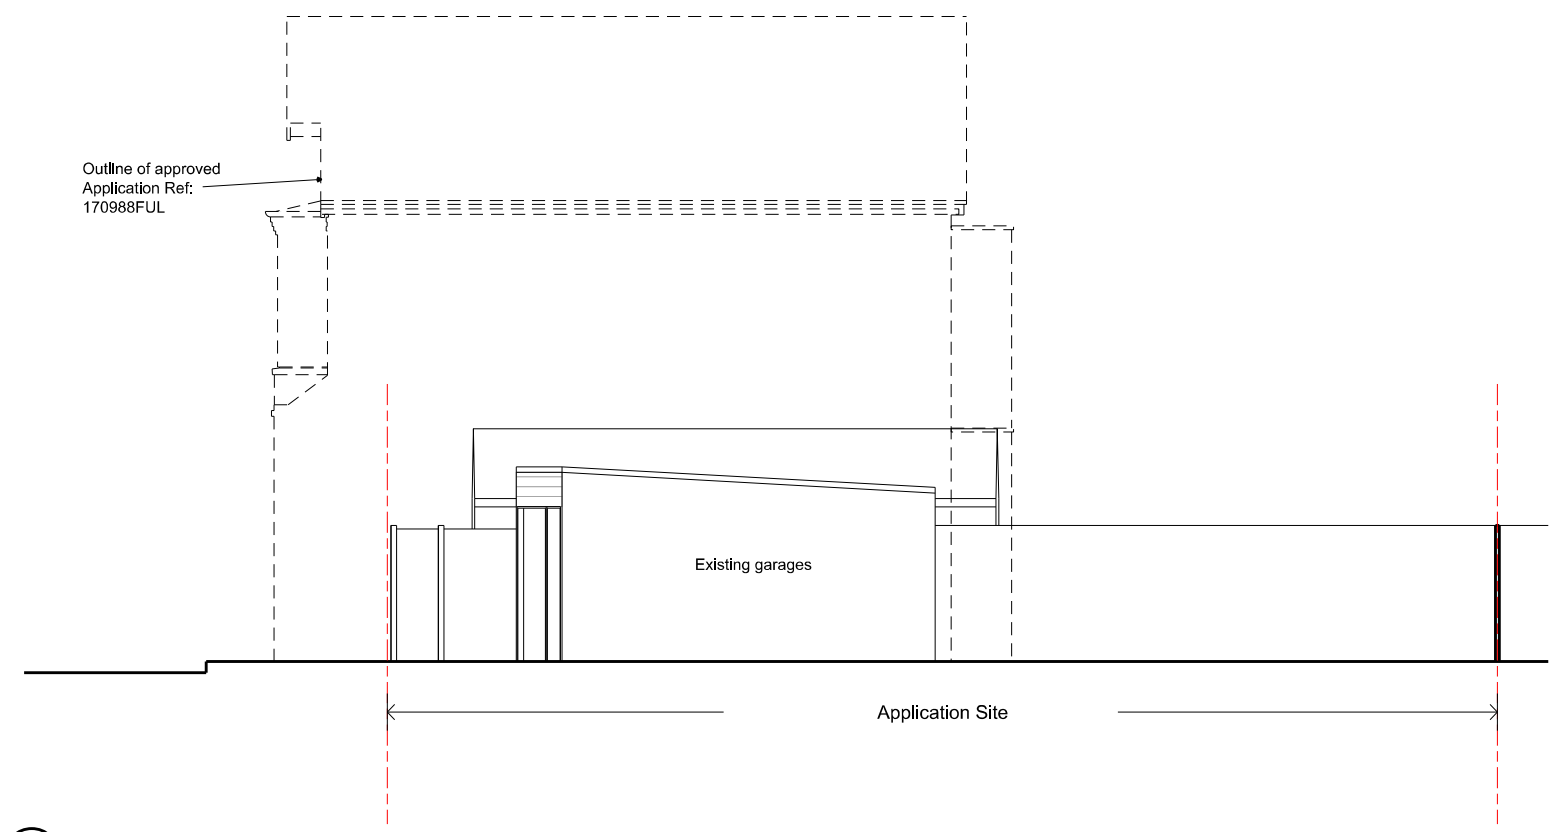 Outline of approved
Application Ref:
170988FUL
Existing garages
Application Site